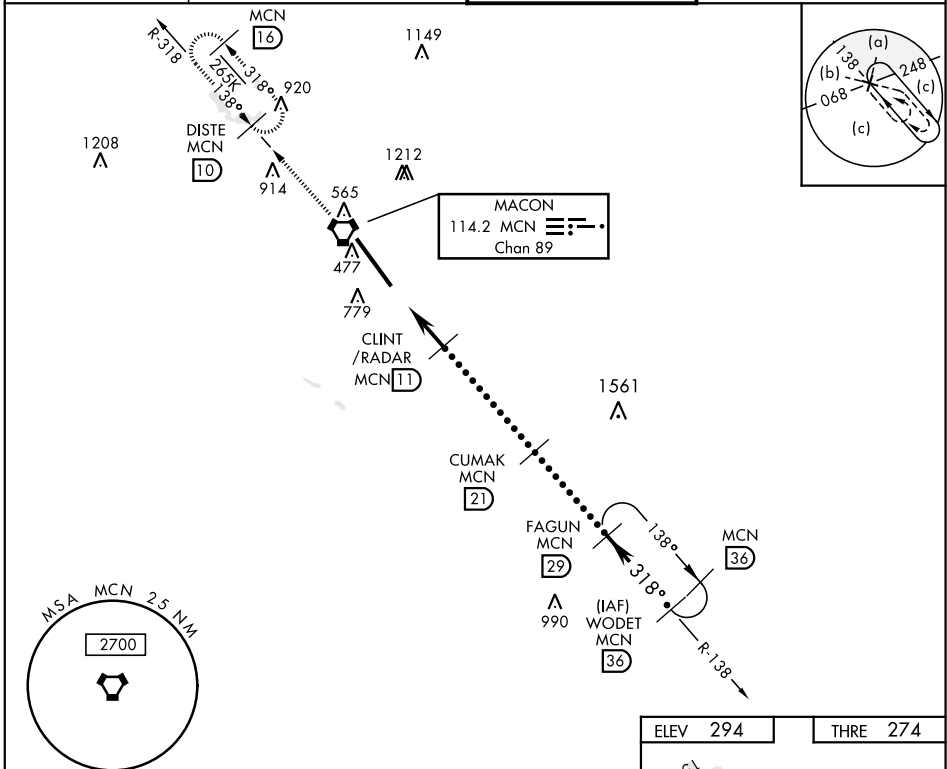 MCN
16
R-318
265K
318°
138°
920
1149
DISTE
MCN
10
1208
914
1212
565
MACON
114.2 MCN
Chan 89
477
779
CLINT
/RADAR
MCN 11
1561
CUMAK
MCN
21
FAGUN
MCN
29
138°
MCN
36
318°
990
(IAF)
WODET
MCN
36
R-138
138
(a)
(b)
248
068
(c)
(c)
MSA MCN 25 NM
2700
ELEV 294
THRE 274